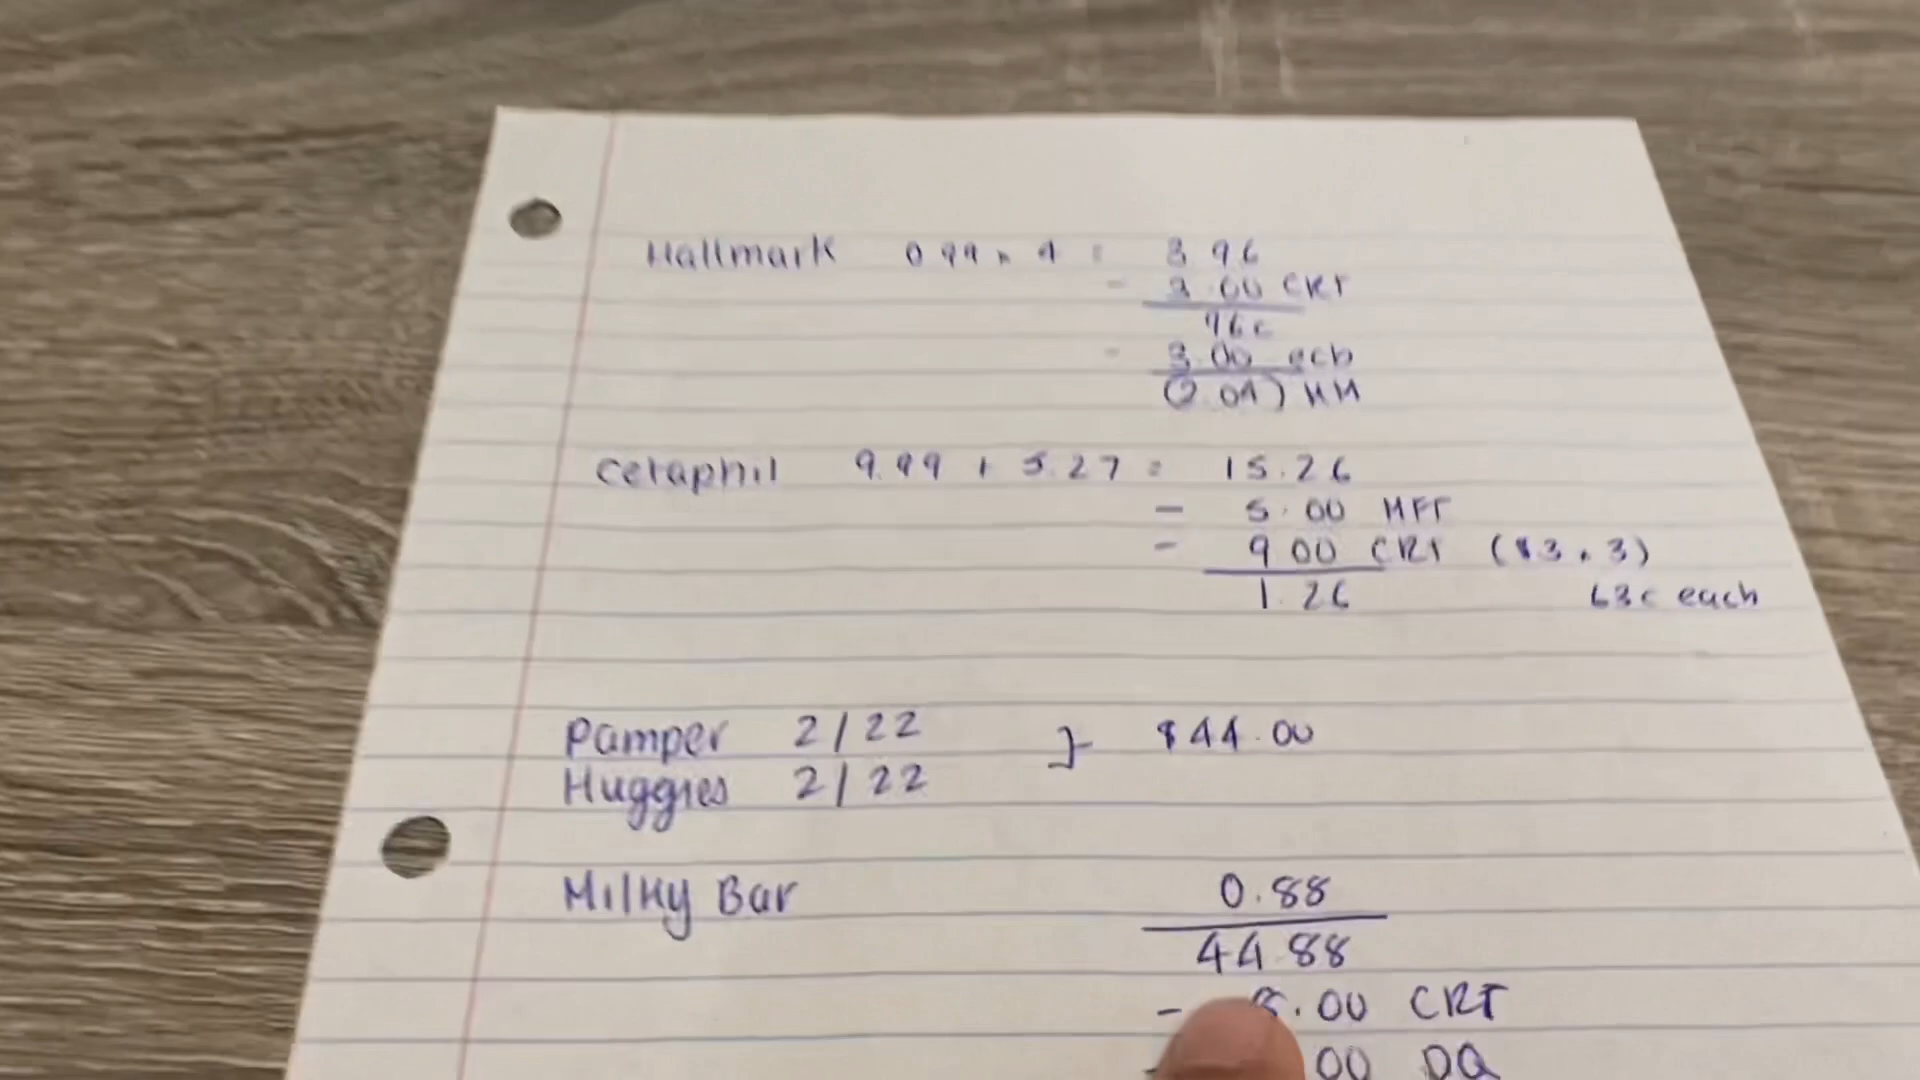 Hallmark 0.99 x 4 = 3.96
- 3.00 CRT
96c
- 3.00 ecb
(2.04) MM
Cetaphil 9.99 + 5.27 = 15.26
- 5.00 MFT
- 9.00 CRT ($3 x 3)
1.26 63c each
Pamper 2/22 } $44.00
Huggies 2/22
Milky Bar 0.88
44.88
- .00 CRT
- 00 DQ